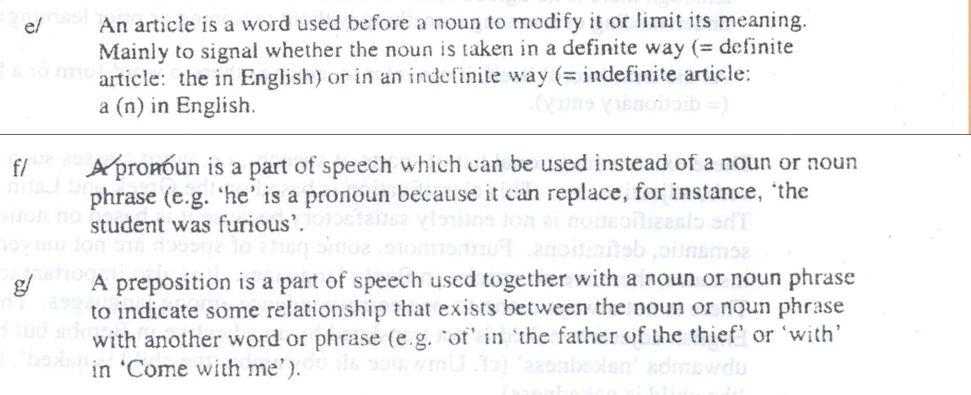 e/ An article is a word used before a noun to modify it or limit its meaning.
Mainly to signal whether the noun is taken in a definite way (= definite
article: the in English) or in an indefinite way (= indefinite article:
a (n) in English.
f/ A pronoun is a part of speech which can be used instead of a noun or noun
phrase (e.g. 'he' is a pronoun because it can replace, for instance, 'the
student was furious'.
g/ A preposition is a part of speech used together with a noun or noun phrase
to indicate some relationship that exists between the noun or noun phrase
with another word or phrase (e.g. 'of' in 'the father of the thief' or 'with'
in 'Come with me').